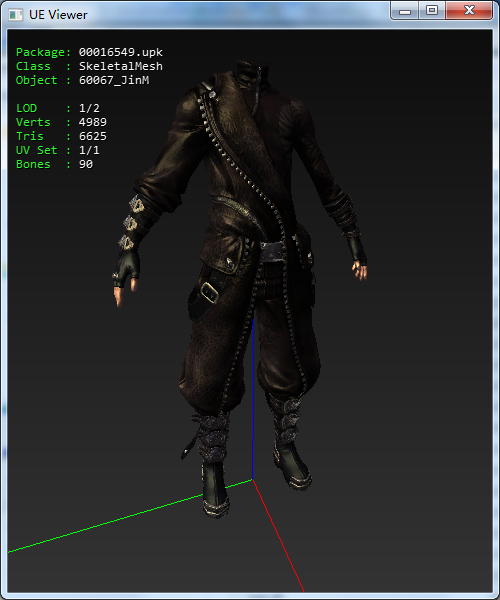 UE Viewer
Package: 00016549.upk
Class : SkeletalMesh
Object : 60067_JinM
LOD : 1/2
Verts : 4989
Tris : 6625
UV Set : 1/1
Bones : 90